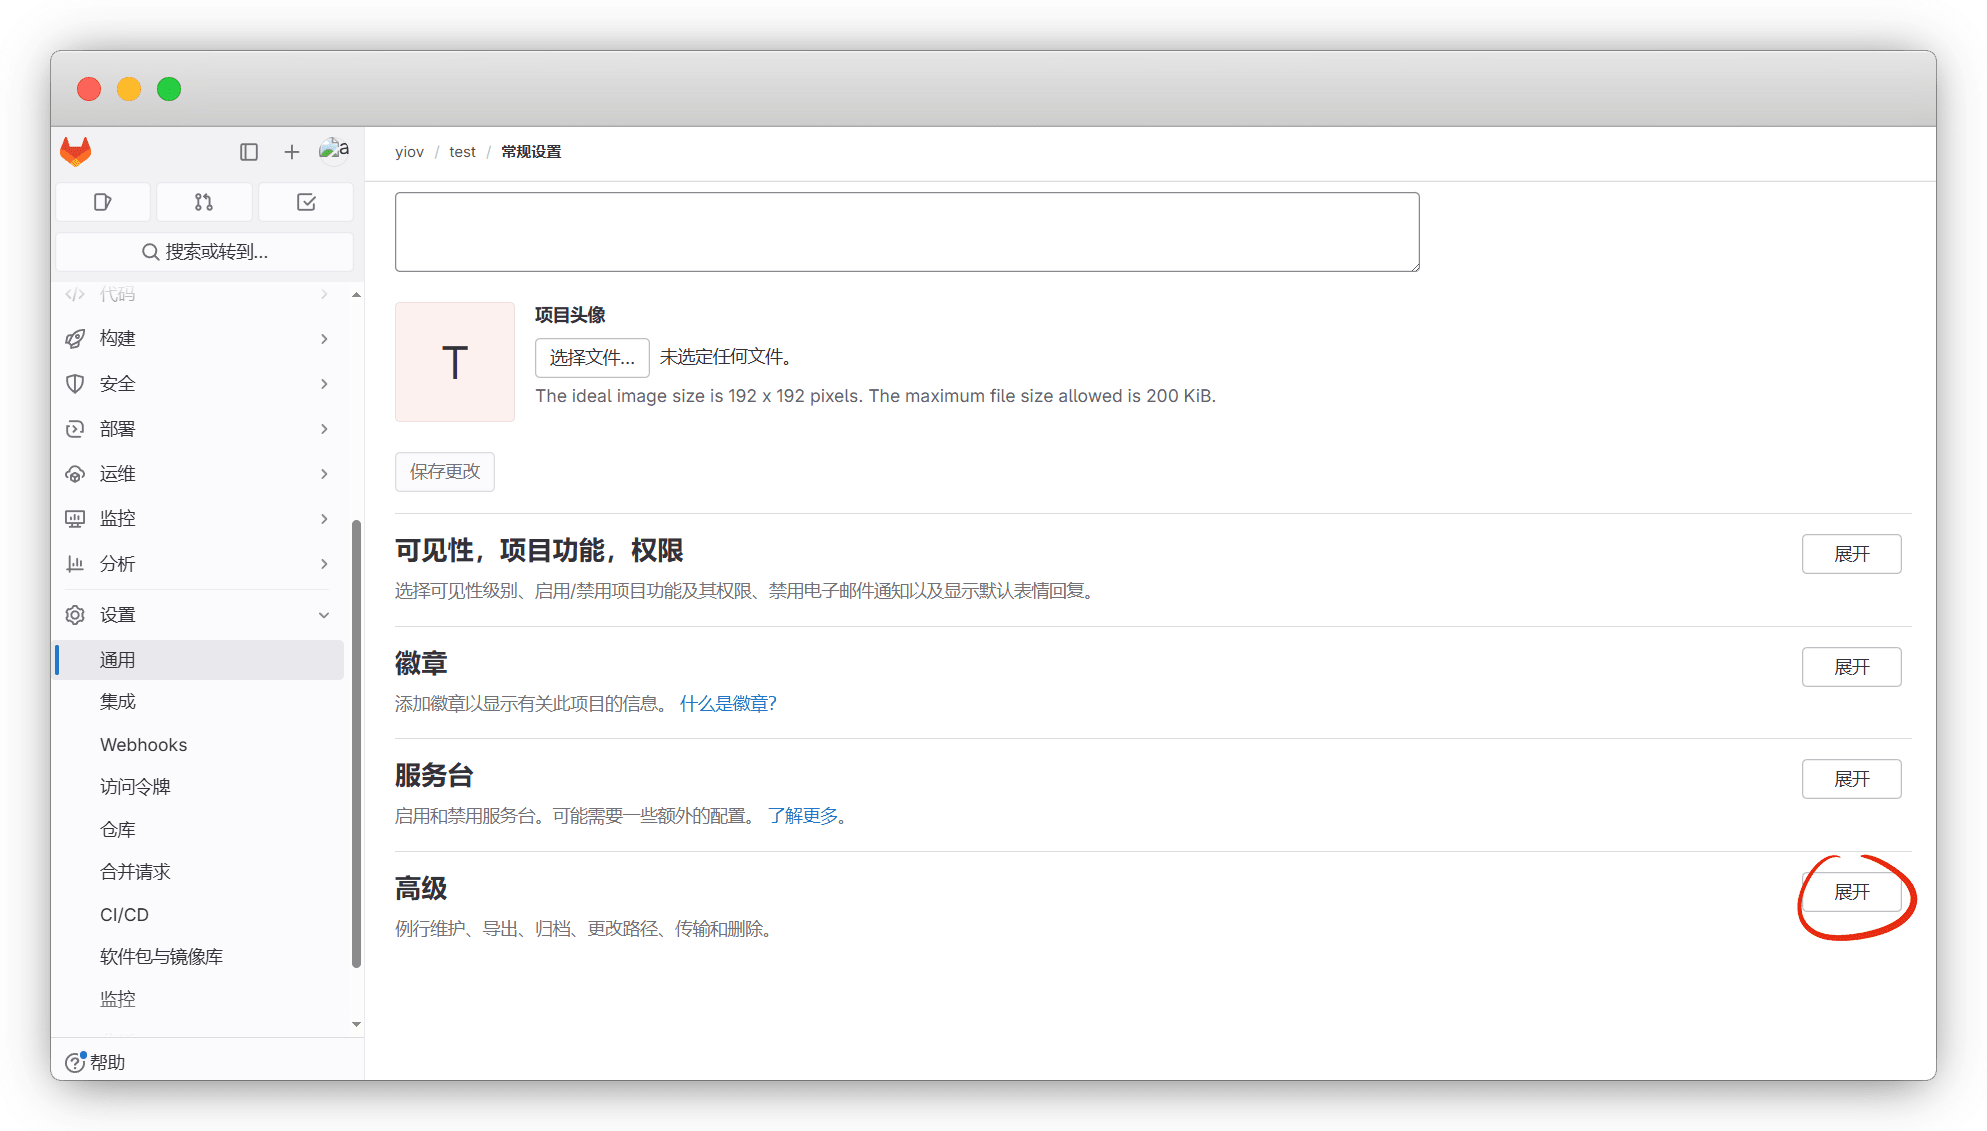 a
yiov / test / 常规设置
搜索或转到...
代码
构建
安全
部署
运维
监控
分析
设置
通用
集成
Webhooks
访问令牌
仓库
合并请求
CI/CD
软件包与镜像库
监控
帮助
T
项目头像
选择文件... 未选定任何文件。
The ideal image size is 192 x 192 pixels. The maximum file size allowed is 200 KiB.
保存更改
可见性，项目功能，权限
展开
选择可见性级别、启用/禁用项目功能及其权限、禁用电子邮件通知以及显示默认表情回复。
徽章
展开
添加徽章以显示有关此项目的信息。 什么是徽章?
服务台
展开
启用和禁用服务台。可能需要一些额外的配置。 了解更多。
高级
展开
例行维护、导出、归档、更改路径、传输和删除。